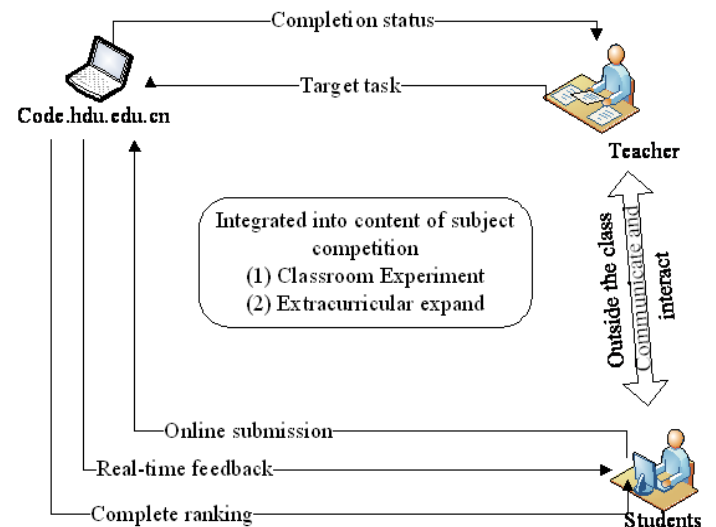 Completion status
Target task
Code.hdu.edu.cn
Teacher
Integrated into content of subject
competition
(1) Classroom Experiment
(2) Extracurricular expand
Outside the class
Communicate and
interact
Online submission
Real-time feedback
Complete ranking
Students